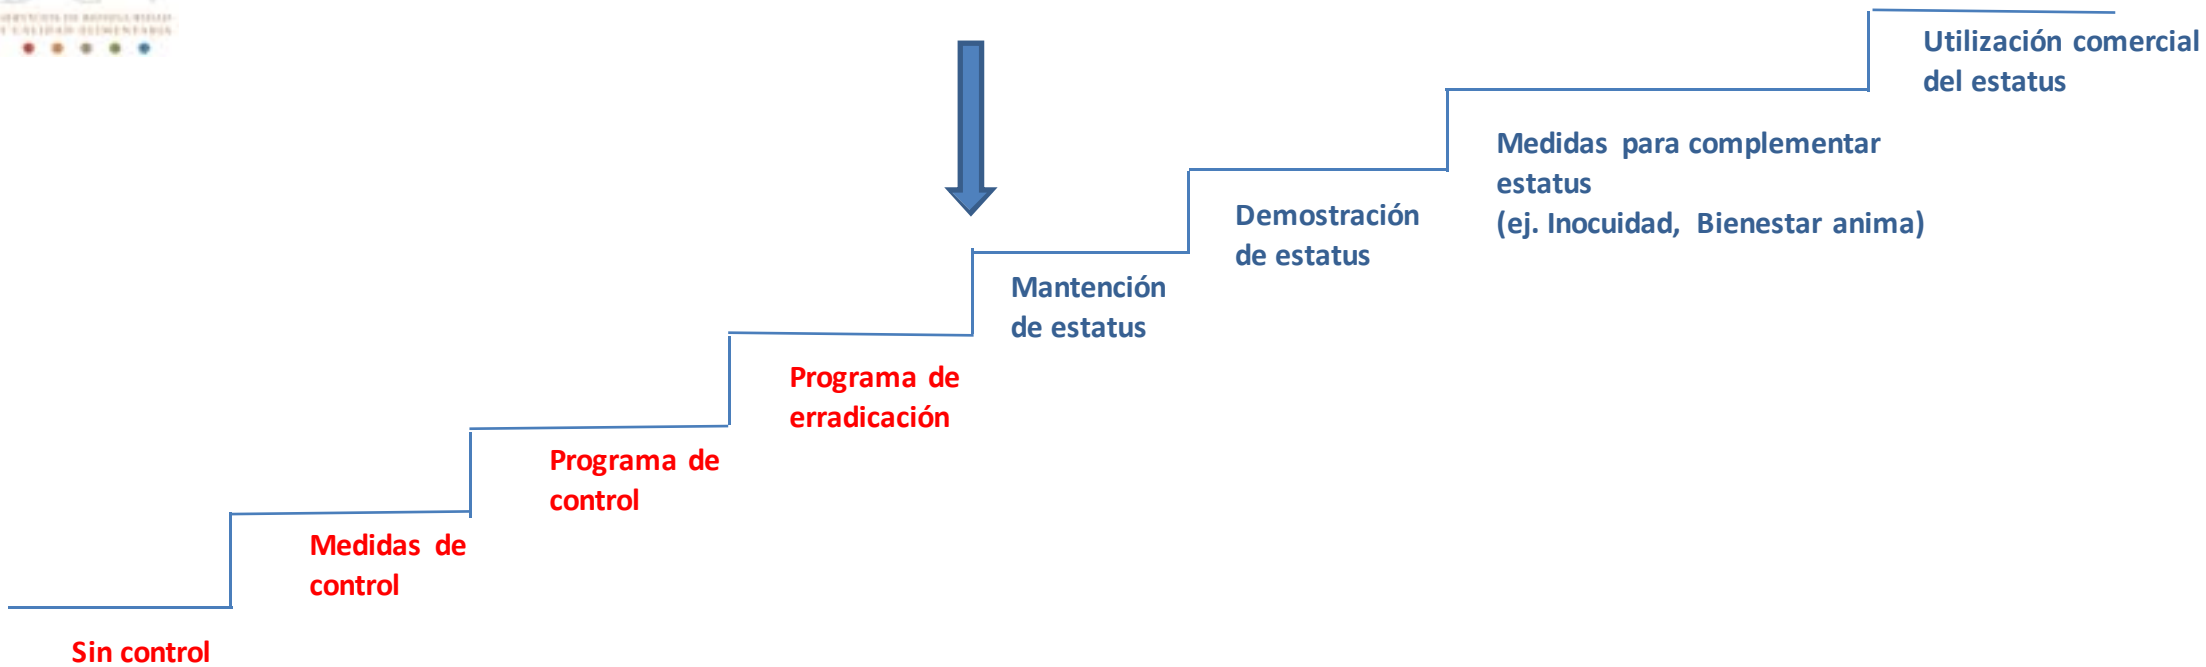 Utilización comercial
del estatus
Medidas para complementar
estatus
(ej. Inocuidad, Bienestar anima)
Demostración
de estatus
Mantención
de estatus
Programa de
erradicación
Programa de
control
Medidas de
control
Sin control